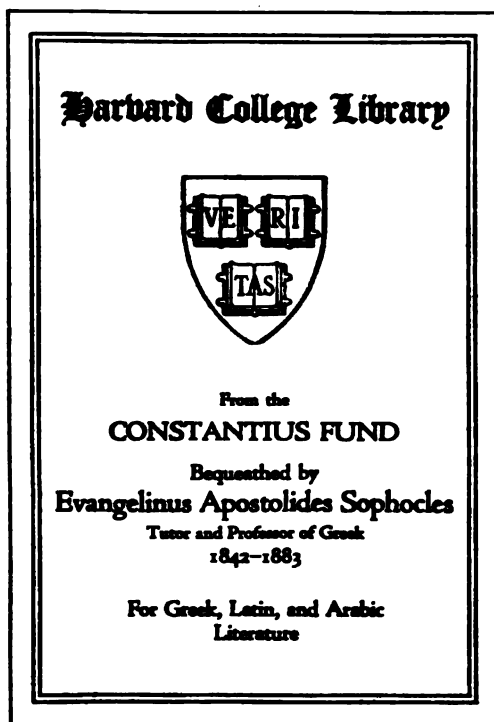 Harvard College Library
VE RI
TAS
From the
CONSTANTIUS FUND
Bequeathed by
Evangelinus Apostolides Sophocles
Tutor and Professor of Greek
1842–1883
For Greek, Latin, and Arabic
Literature